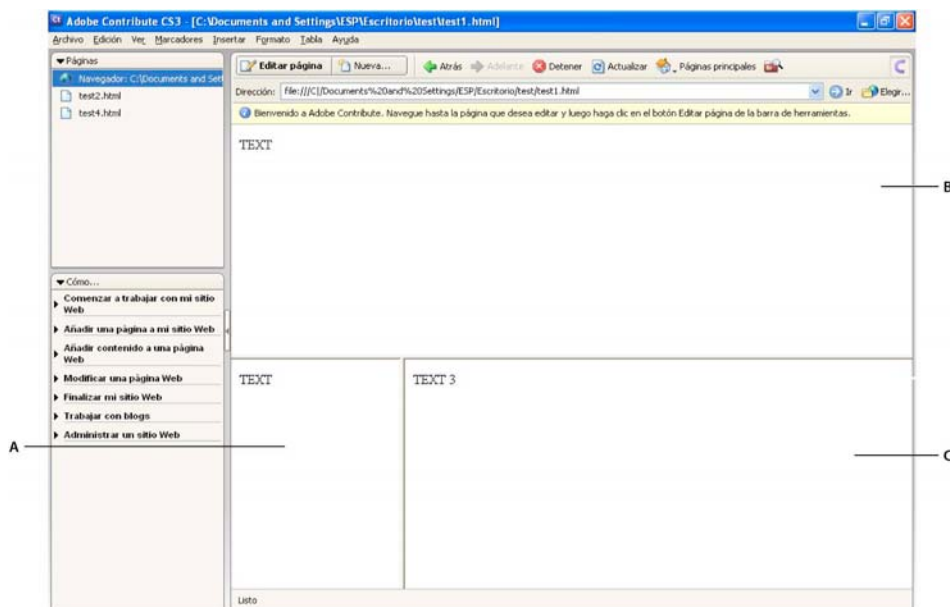 Adobe Contribute CS3 - [C:\Documents and Settings\ESP\Escritorio\test\test1.html]
Archivo Edición Ver Marcadores Insertar Formato Tabla Ayuda
Páginas
Navegador: C:\Documents and Sett
test2.html
test4.html
Editar página Nueva... Atrás Adelante Detener Actualizar Páginas principales
Dirección: file:///C|/Documents%20and%20Settings/ESP/Escritorio/test/test1.html Ir Elegir...
Bienvenido a Adobe Contribute. Navegue hasta la página que desea editar y luego haga clic en el botón Editar página de la barra de herramientas.
TEXT
B
Cómo...
Comenzar a trabajar con mi sitio
Web
Añadir una página a mi sitio Web
Añadir contenido a una página
Web
Modificar una página Web
Finalizar mi sitio Web
Trabajar con blogs
Administrar un sitio Web
TEXT
TEXT 3
A
C
Listo